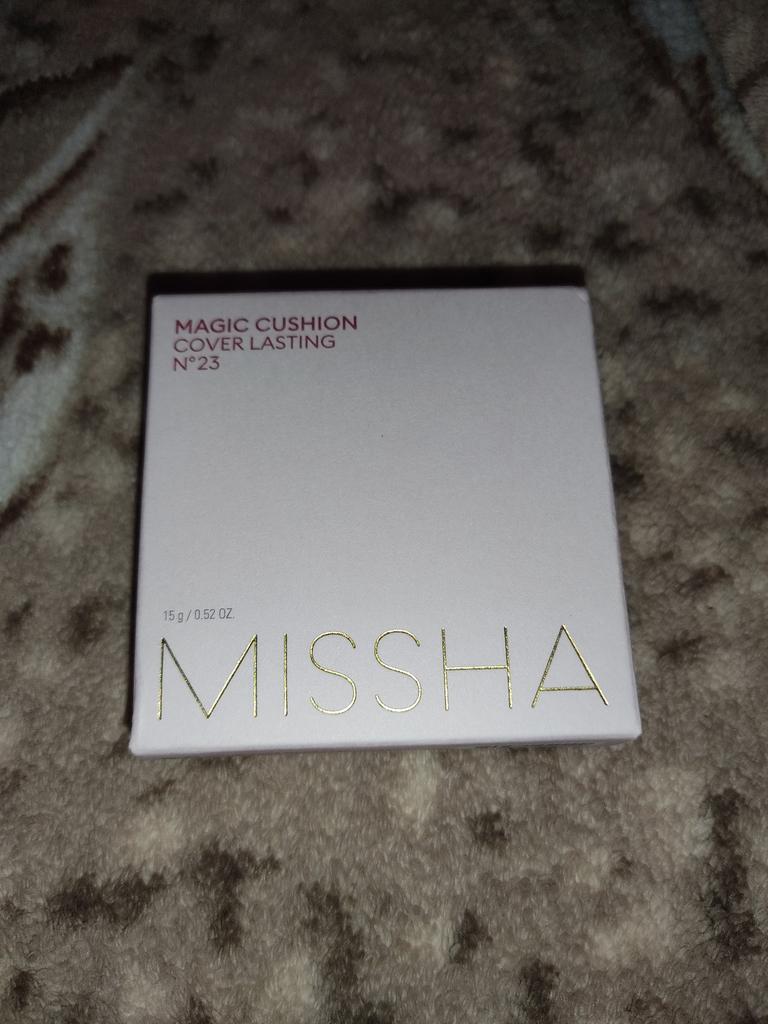 MAGIC CUSHION
COVER LASTING
N°23
15 g / 0.52 OZ.
MISSHA